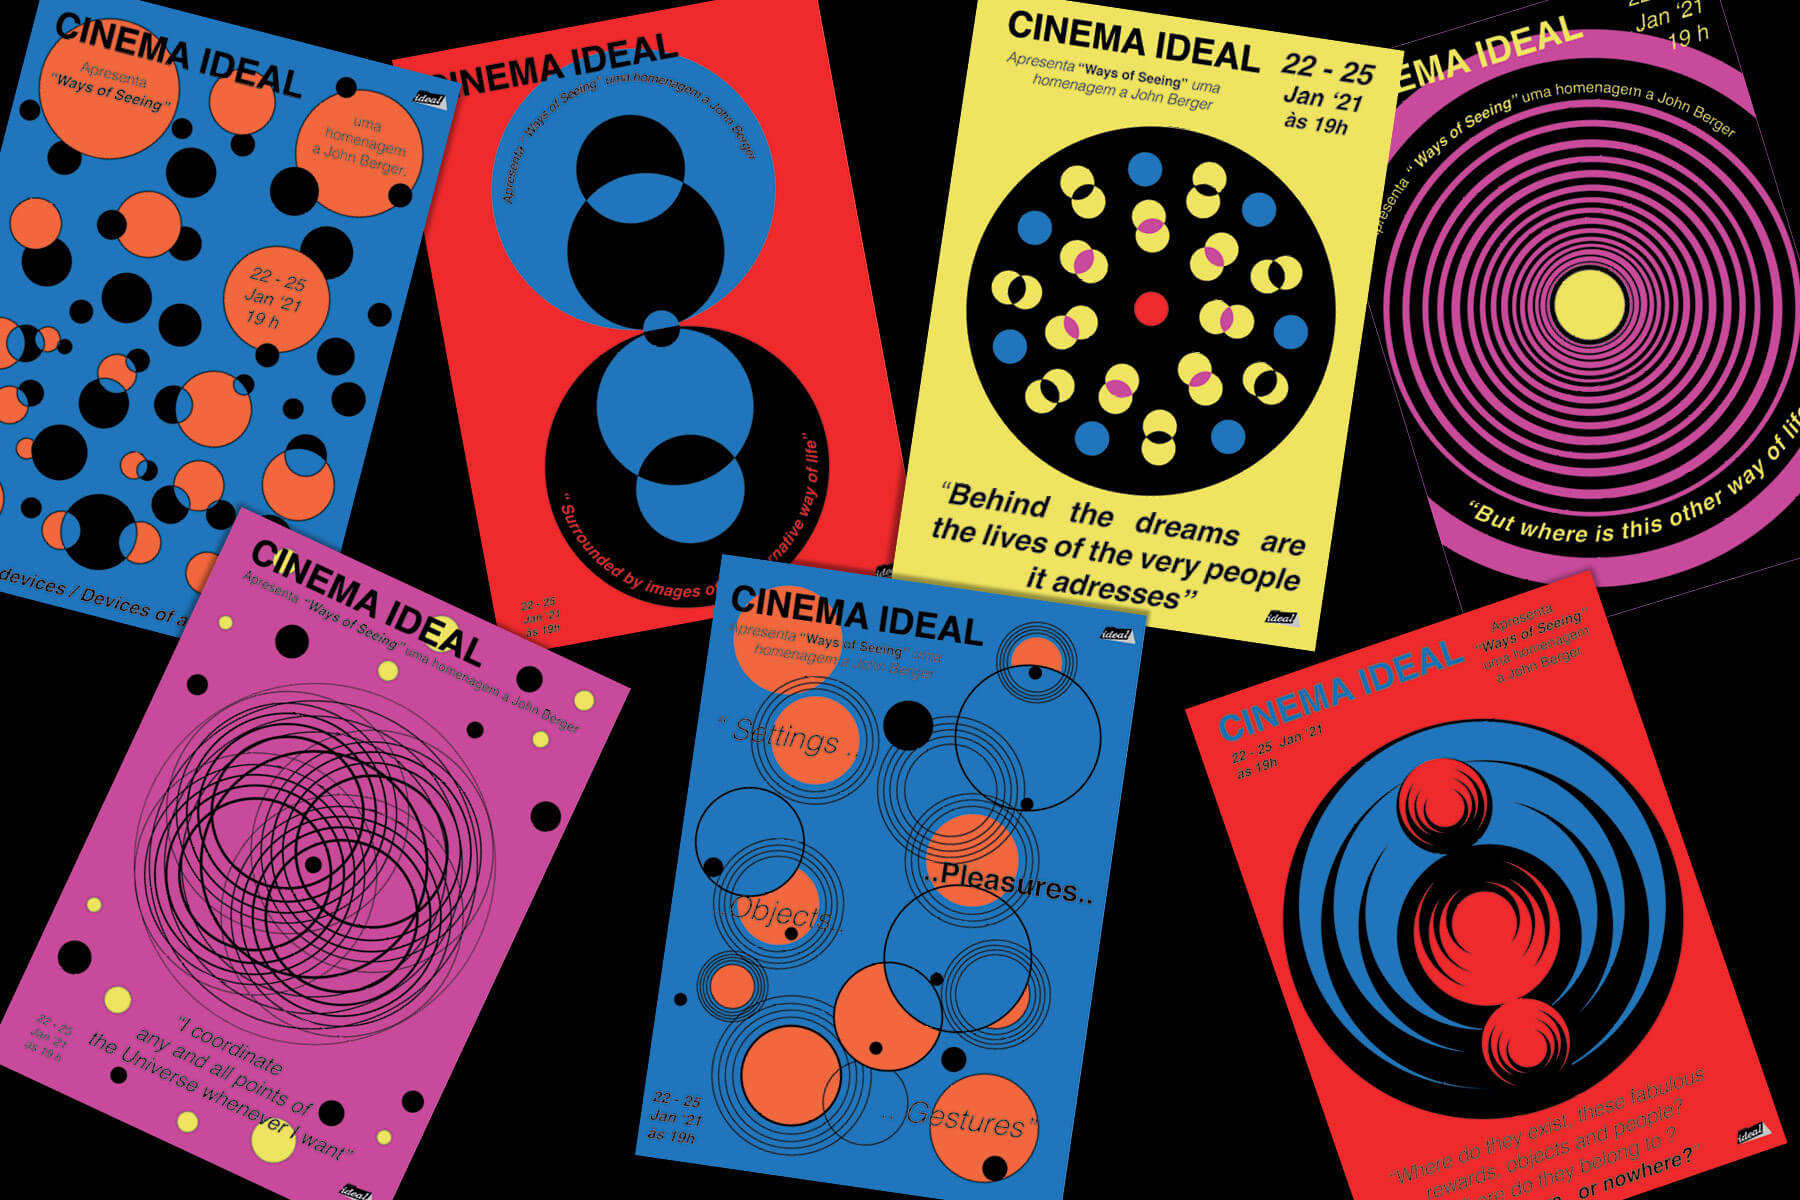 CINEMA IDEAL
Apresenta
“Ways of Seeing”
uma
homenagem
a John Berger.
ideal
22 - 25
Jan ‘21
19 h
devices / Devices of a
CINEMA IDEAL
Apresenta “Ways of Seeing” uma homenagem a John Berger
“Surrounded by images of
native way of life”
22 - 25
Jan ‘21
às 19h
CINEMA IDEAL
Apresenta “Ways of Seeing” uma
homenagem a John Berger
22 - 25
Jan ‘21
às 19h
“Behind the dreams are
the lives of the very people
it adresses”
ideal
EMA IDEAL
Jan ‘21
19 h
“Ways of Seeing” uma homenagem a John Berger
“But where is this other way of life
CINEMA IDEAL
Apresenta “Ways of Seeing” uma homenagem a John Berger
“I coordinate
any and all points of
the Universe whenever I want”
22 - 25
Jan ‘21
às 19 h
ideal
CINEMA IDEAL
Apresenta “Ways of Seeing” uma
homenagem a John Berger
ideal
“ Settings ..
..Pleasures..
..Objects..
.. Gestures”
22 - 25
Jan ‘21
às 19h
CINEMA IDEAL
Apresenta
“Ways of Seeing”
uma homenagem
a John Berger
22 - 25 Jan ‘21
às 19h
“Where do they exist, these fabulous
rewards, objects and people?
do they belong to ?
or nowhere?”
ideal